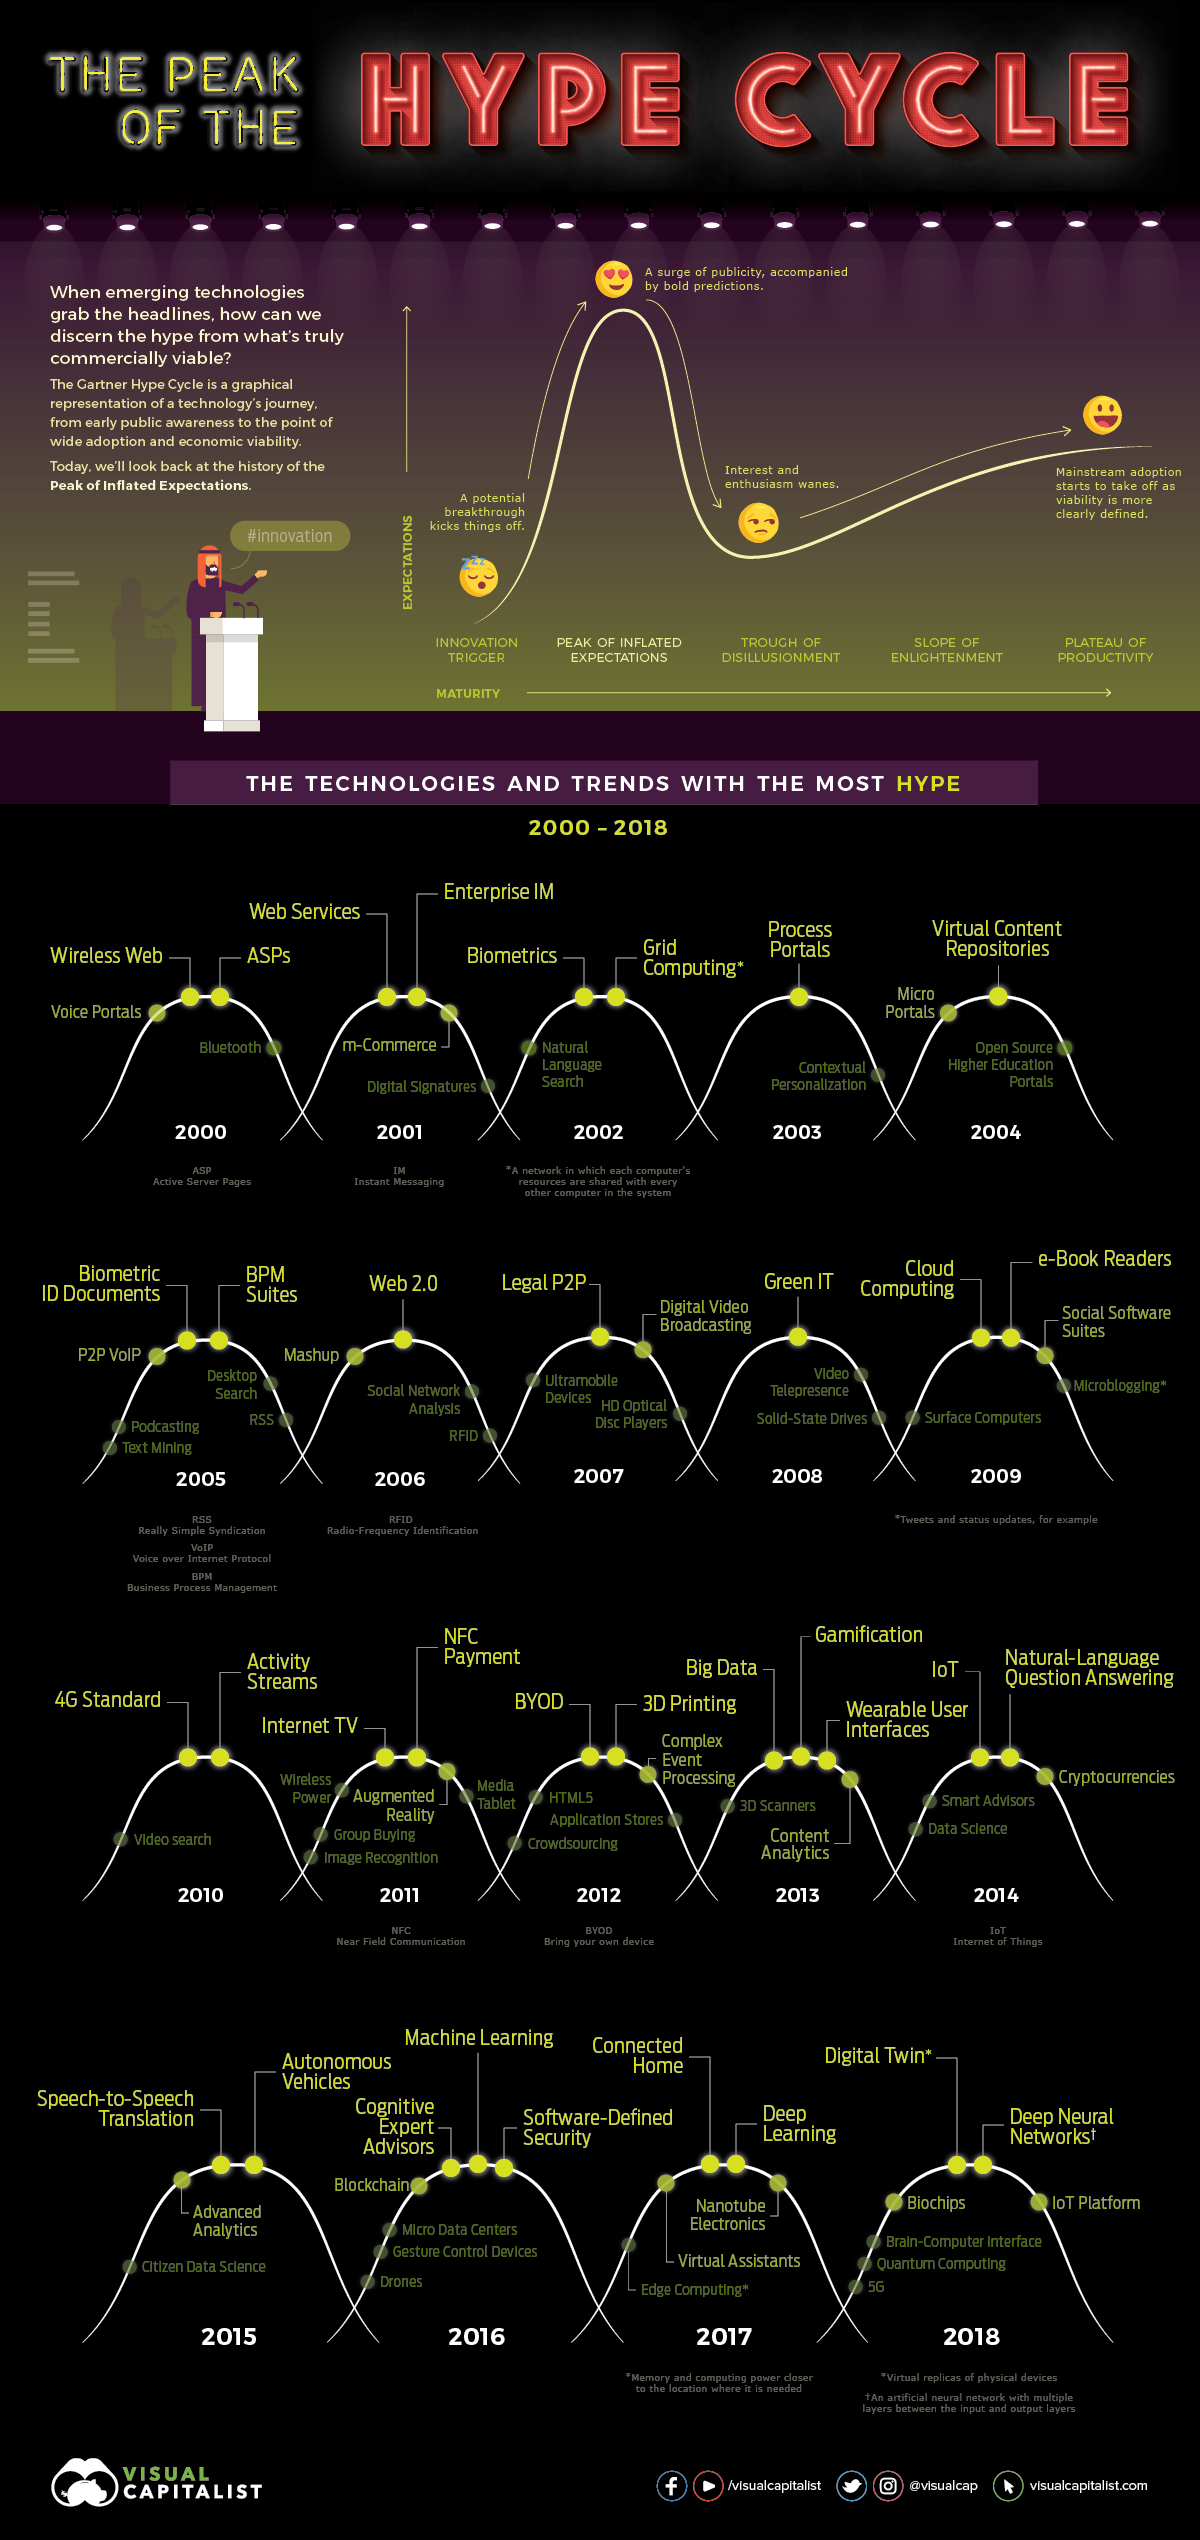 THE PEAK
OF THE
HYPE CYCLE
When emerging technologies
grab the headlines, how can we
discern the hype from what's truly
commercially viable?
The Gartner Hype Cycle is a graphical
representation of a technology's journey,
from early public awareness to the point of
wide adoption and economic viability.
Today, we'll look back at the history of the
Peak of Inflated Expectations.
#innovation
EXPECTATIONS
A potential
breakthrough
kicks things off.
zZzz
A surge of publicity, accompanied
by bold predictions.
Interest and
enthusiasm wanes.
Mainstream adoption
starts to take off as
viability is more
clearly defined.
INNOVATION
TRIGGER
PEAK OF INFLATED
EXPECTATIONS
TROUGH OF
DISILLUSIONMENT
SLOPE OF
ENLIGHTENMENT
PLATEAU OF
PRODUCTIVITY
MATURITY
THE TECHNOLOGIES AND TRENDS WITH THE MOST HYPE
2000 – 2018
Wireless Web
ASPs
Voice Portals
Bluetooth
2000
ASP
Active Server Pages
Web Services
Enterprise IM
m-Commerce
Digital Signatures
2001
IM
Instant Messaging
Biometrics
Grid
Computing*
Natural
Language
Search
2002
*A network in which each computer's
resources are shared with every
other computer in the system
Process
Portals
Contextual
Personalization
2003
Virtual Content
Repositories
Micro
Portals
Open Source
Higher Education
Portals
2004
Biometric
ID Documents
BPM
Suites
P2P VoIP
Desktop
Search
RSS
Podcasting
Text Mining
2005
RSS
Really Simple Syndication
VoIP
Voice over Internet Protocol
BPM
Business Process Management
Web 2.0
Mashup
Social Network
Analysis
RFID
2006
RFID
Radio-Frequency Identification
Legal P2P
Digital Video
Broadcasting
Ultramobile
Devices
HD Optical
Disc Players
2007
Green IT
Video
Telepresence
Solid-State Drives
2008
Cloud
Computing
e-Book Readers
Social Software
Suites
Microblogging*
Surface Computers
2009
*Tweets and status updates, for example
4G Standard
Activity
Streams
Video search
2010
Internet TV
NFC
Payment
Wireless
Power
Augmented
Reality
Media
Tablet
Group Buying
Image Recognition
2011
NFC
Near Field Communication
BYOD
3D Printing
Complex
Event
Processing
HTML5
Application Stores
Crowdsourcing
2012
BYOD
Bring your own device
Big Data
Gamification
Wearable User
Interfaces
3D Scanners
Content
Analytics
2013
IoT
Natural-Language
Question Answering
Cryptocurrencies
Smart Advisors
Data Science
2014
IoT
Internet of Things
Speech-to-Speech
Translation
Autonomous
Vehicles
Advanced
Analytics
Citizen Data Science
2015
Machine Learning
Cognitive
Expert
Advisors
Software-Defined
Security
Blockchain
Micro Data Centers
Gesture Control Devices
Drones
2016
Connected
Home
Deep
Learning
Nanotube
Electronics
Virtual Assistants
Edge Computing*
2017
*Memory and computing power closer
to the location where it is needed
Digital Twin*
Deep Neural
Networks†
Biochips
IoT Platform
Brain-Computer Interface
Quantum Computing
5G
2018
*Virtual replicas of physical devices
†An artificial neural network with multiple
layers between the input and output layers
VISUAL
CAPITALIST
/visualcapitalist
@visualcap
visualcapitalist.com